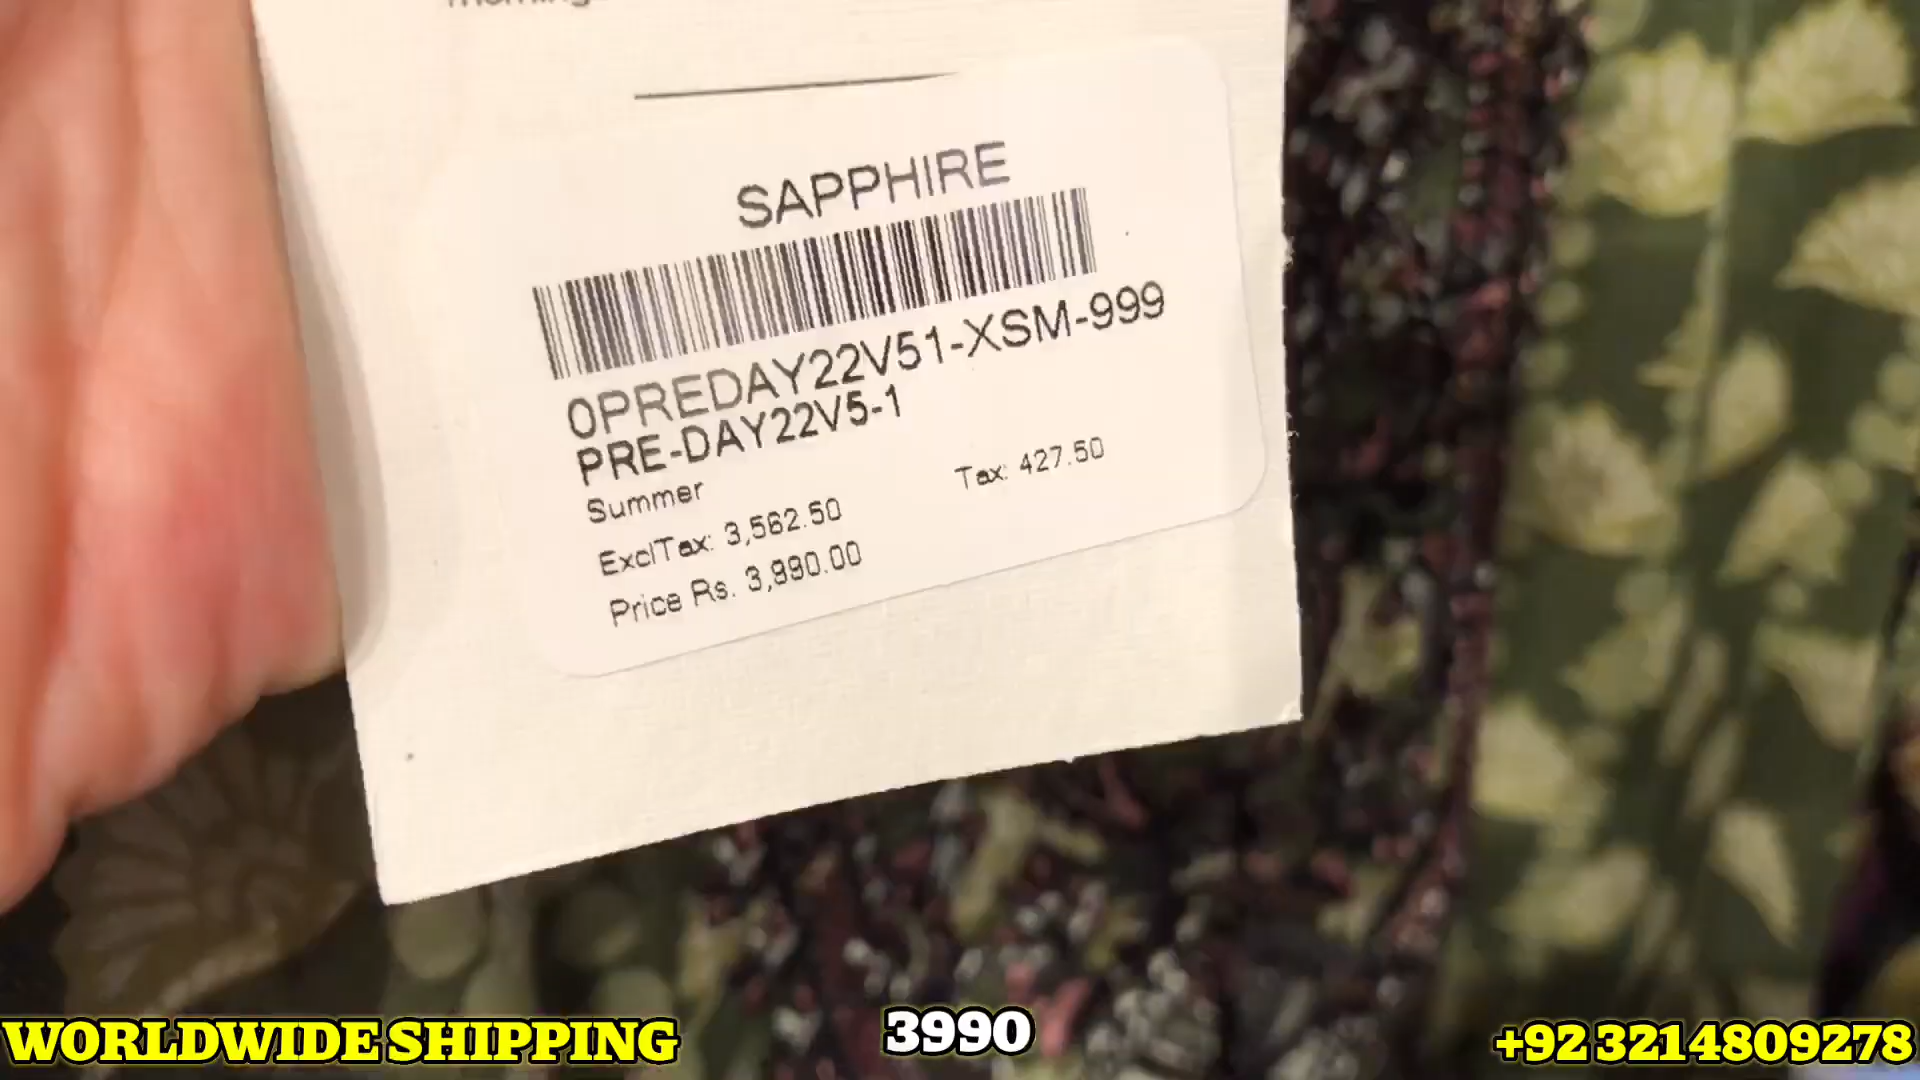 SAPPHIRE
0PREDAY22V51-XSM-999
PRE-DAY22V5-1
Summer
ExclTax: 3,562.50 Tax: 427.50
Price Rs. 3,990.00
WORLDWIDE SHIPPING
3990
+92 3214809278